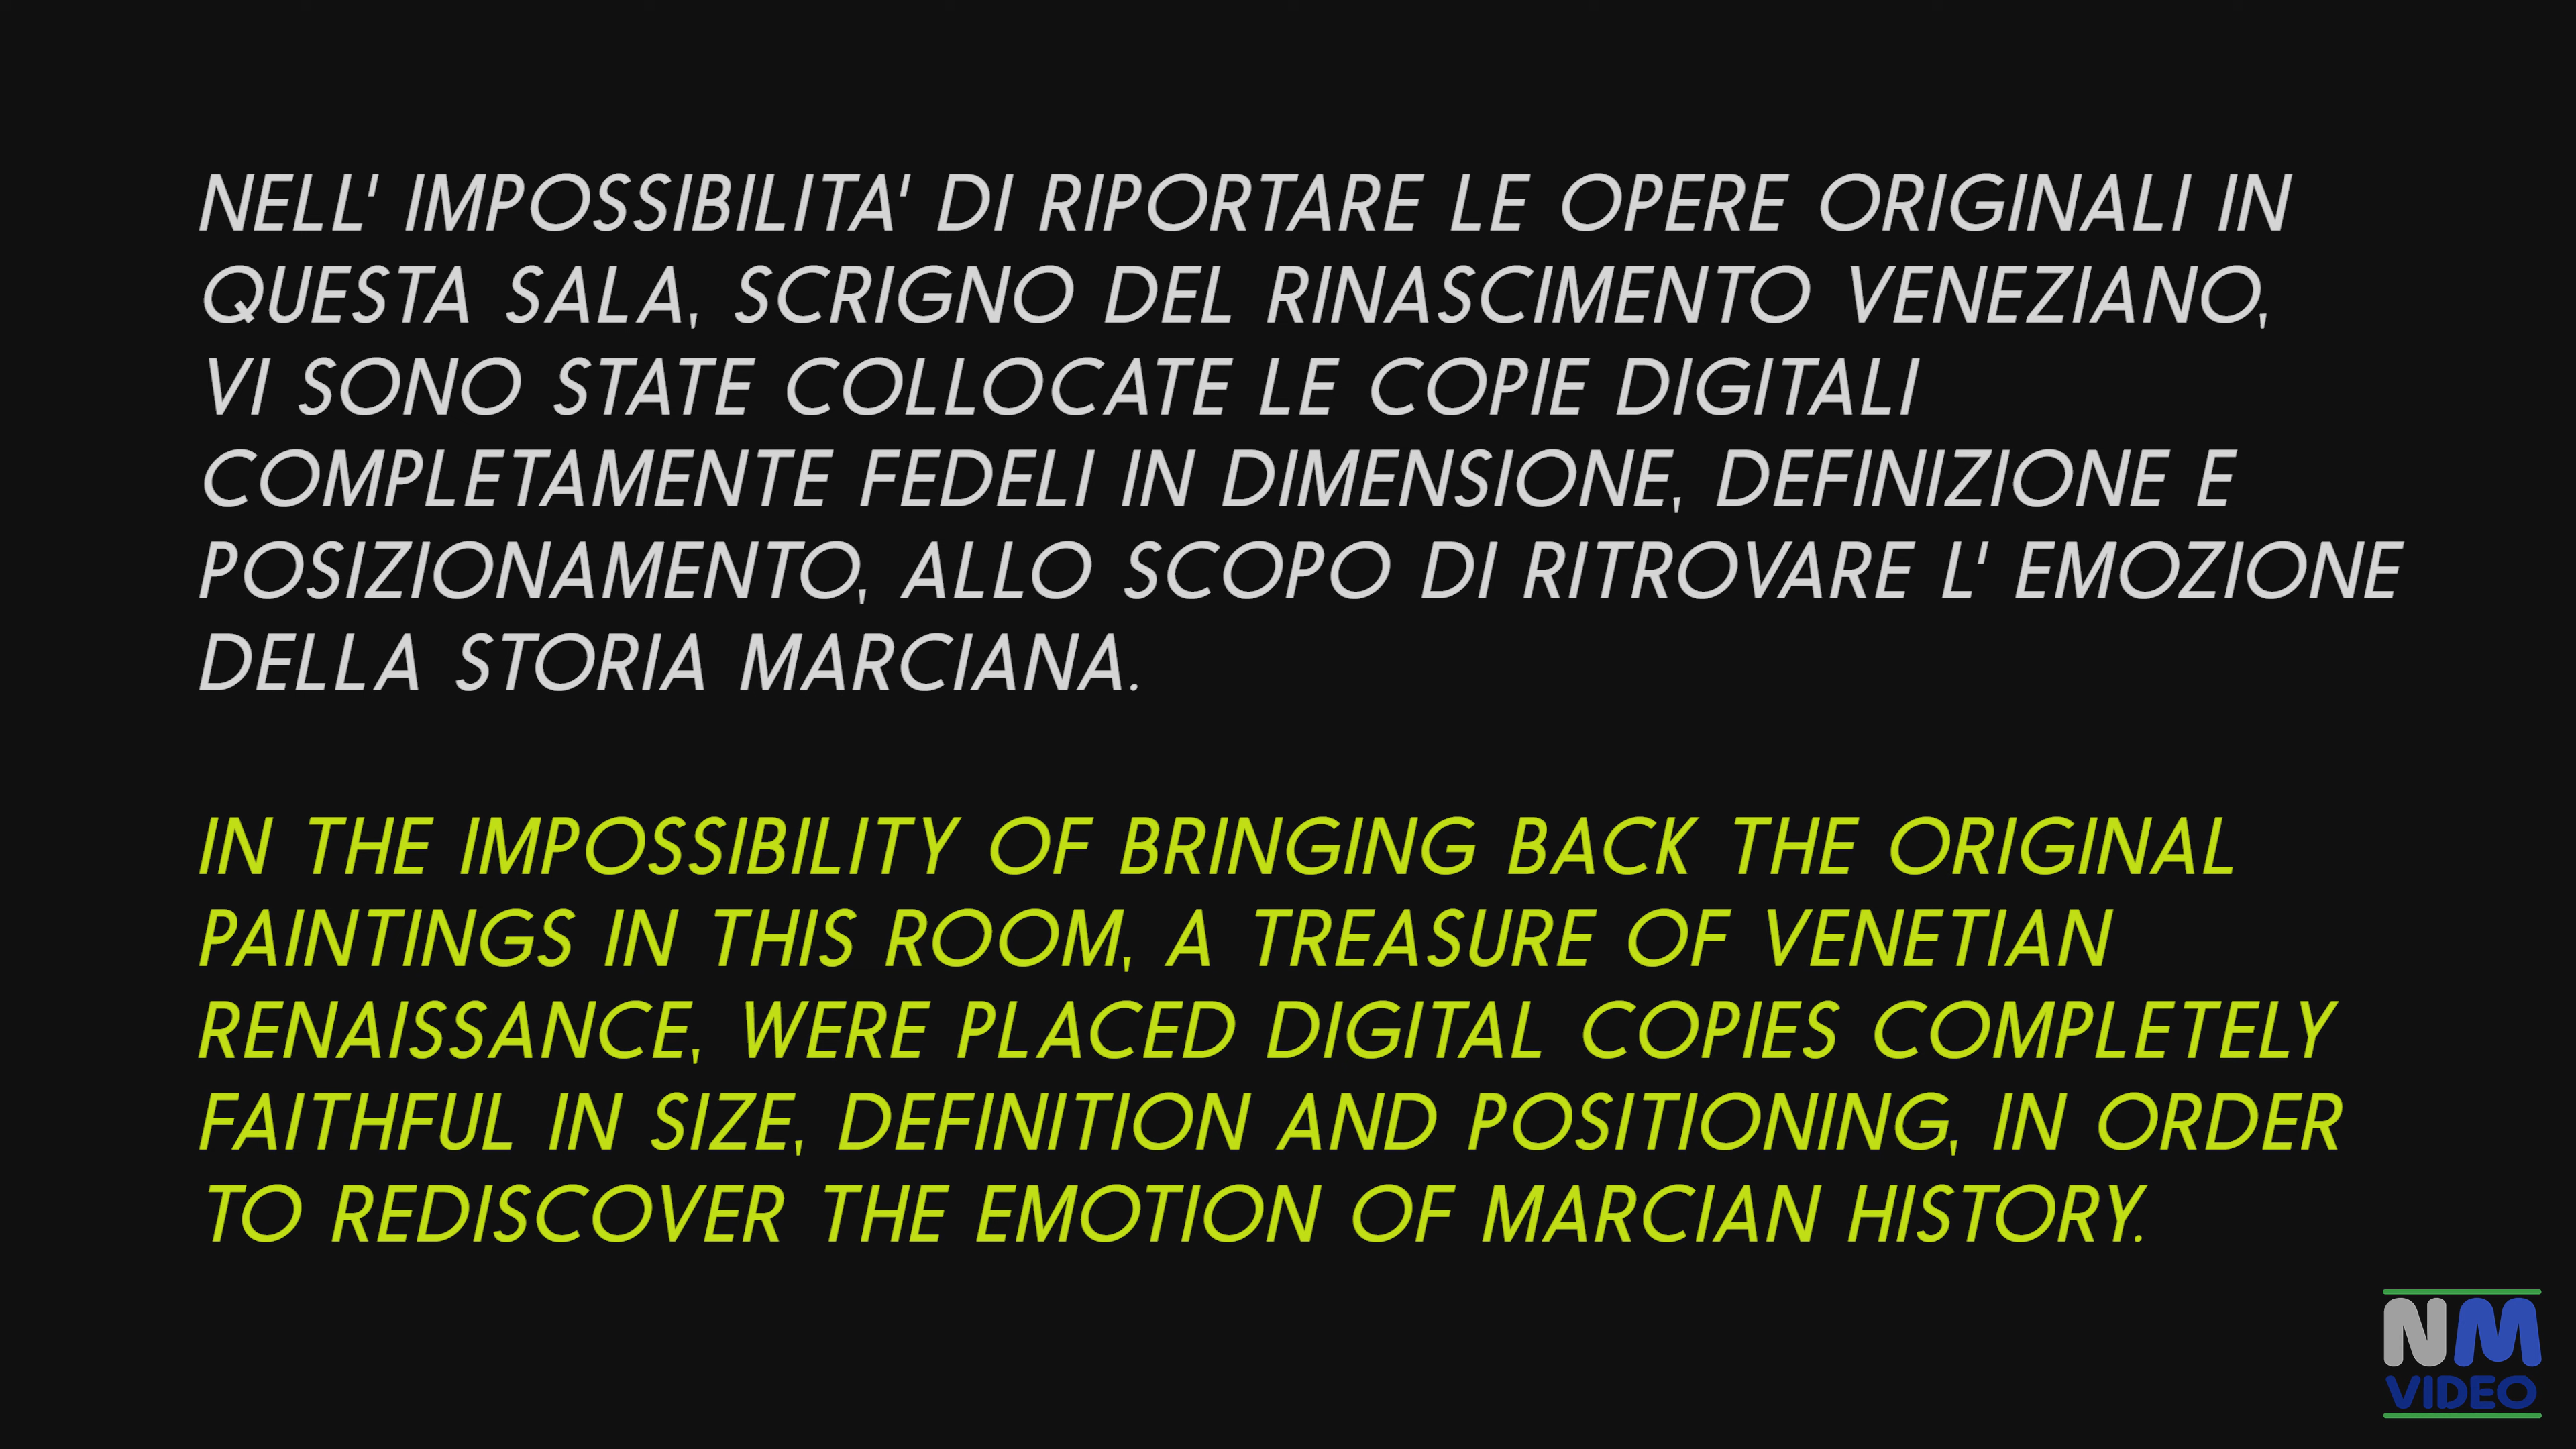 NELL' IMPOSSIBILITA' DI RIPORTARE LE OPERE ORIGINALI IN
QUESTA SALA, SCRIGNO DEL RINASCIMENTO VENEZIANO,
VI SONO STATE COLLOCATE LE COPIE DIGITALI
COMPLETAMENTE FEDELI IN DIMENSIONE, DEFINIZIONE E
POSIZIONAMENTO, ALLO SCOPO DI RITROVARE L' EMOZIONE
DELLA STORIA MARCIANA.
IN THE IMPOSSIBILITY OF BRINGING BACK THE ORIGINAL
PAINTINGS IN THIS ROOM, A TREASURE OF VENETIAN
RENAISSANCE, WERE PLACED DIGITAL COPIES COMPLETELY
FAITHFUL IN SIZE, DEFINITION AND POSITIONING, IN ORDER
TO REDISCOVER THE EMOTION OF MARCIAN HISTORY.
NM
VIDEO